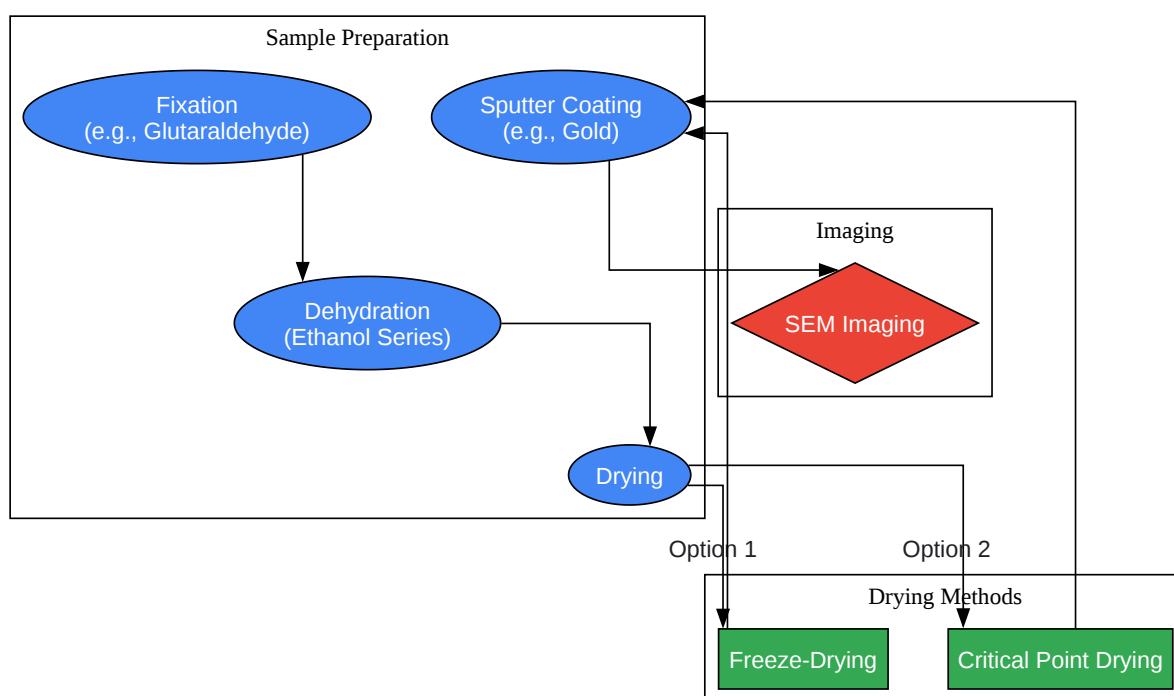 Sample Preparation
Fixation
(e.g., Glutaraldehyde)
Sputter Coating
(e.g., Gold)
Imaging
SEM Imaging
Dehydration
(Ethanol Series)
Drying
Option 1
Option 2
Drying Methods
Freeze-Drying
Critical Point Drying